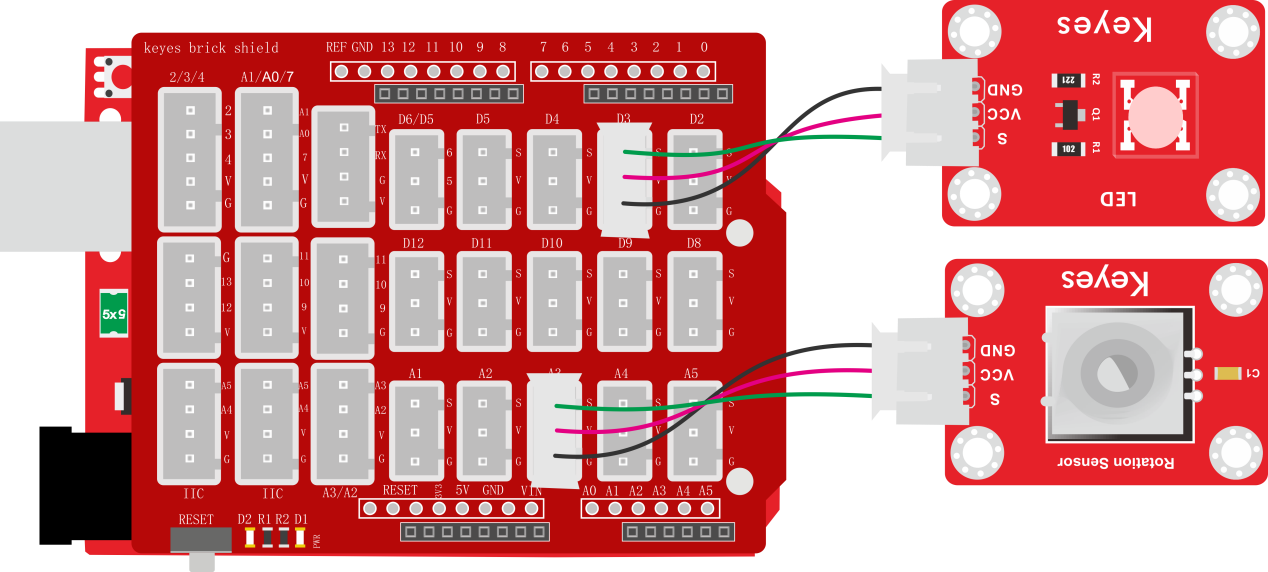 keyes brick shield
REF GND 13 12 11 10 9 8
7 6 5 4 3 2 1 0
2/3/4
A1/A0/7
2
3
4
V
G
A1
A0
7
V
G
TX
RX
G
V
D6/D5
D5
D4
D3
D2
6
5
G
S
V
G
S
V
G
S
V
G
S
V
G
G
13
12
V
11
10
9
V
11
10
9
G
D12
D11
D10
D9
D8
S
V
G
S
V
G
S
V
G
S
V
G
S
V
G
A5
A4
V
G
A5
A4
V
G
A3
A2
V
G
A1
A2
A3
A4
A5
S
V
G
S
V
G
S
V
G
S
V
G
S
V
G
IIC
IIC
A3/A2
RESET 3V3 5V GND VIN
A0 A1 A2 A3 A4 A5
RESET
D2 R1 R2 D1
PWR
5x5
Keyes
GND
VCC
S
221
R2
Q1
102
R1
LED
Keyes
GND
VCC
S
C1
Rotation Sensor